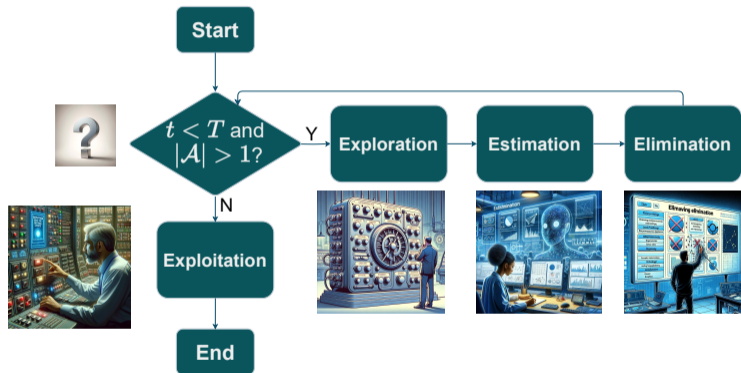 Start
t < T and
|𝒜| > 1?
Y
Exploration
Estimation
Elimination
N
Exploitation
End